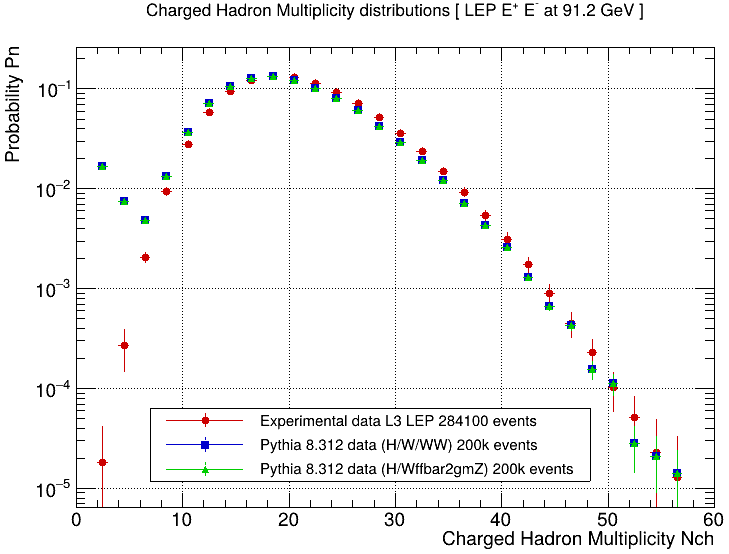 Charged Hadron Multiplicity distributions [ LEP E⁺ E⁻ at 91.2 GeV ]
Probability Pn
10⁻¹
10⁻²
10⁻³
10⁻⁴
10⁻⁵
Experimental data L3 LEP 284100 events
Pythia 8.312 data (H/W/WW) 200k events
Pythia 8.312 data (H/Wffbar2gmZ) 200k events
0 10 20 30 40 50 60
Charged Hadron Multiplicity Nch